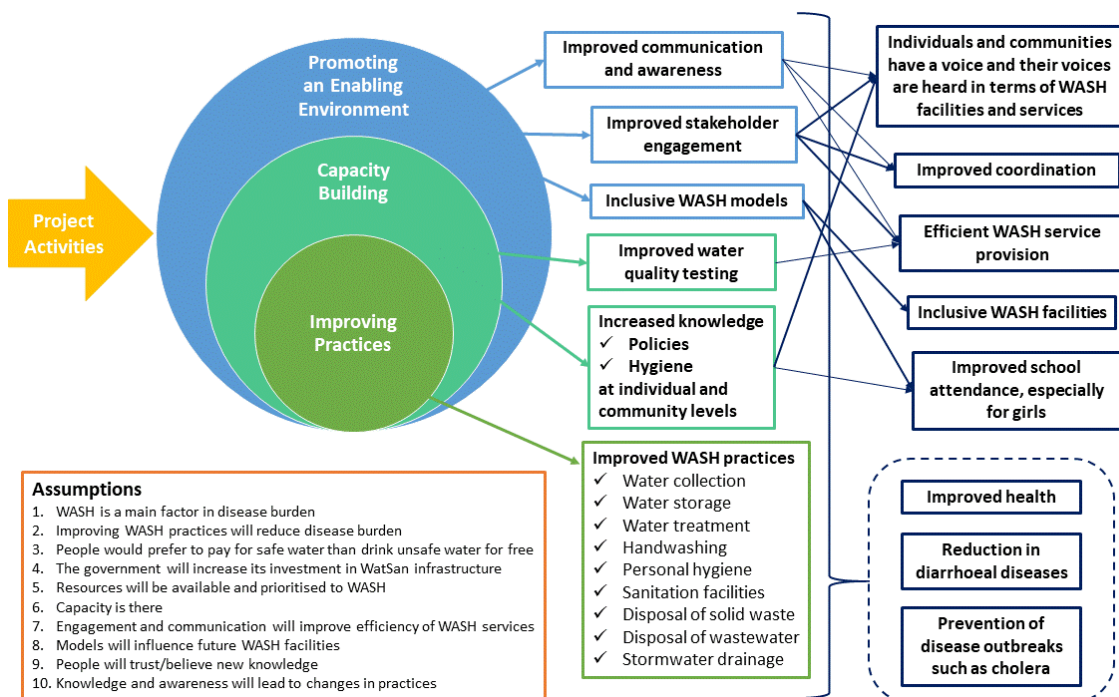 Project
Activities
Promoting
an Enabling
Environment
Capacity
Building
Improving
Practices
Improved communication
and awareness
Improved stakeholder
engagement
Inclusive WASH models
Improved water
quality testing
Increased knowledge
✓ Policies
✓ Hygiene
at individual and
community levels
Improved WASH practices
✓ Water collection
✓ Water storage
✓ Water treatment
✓ Handwashing
✓ Personal hygiene
✓ Sanitation facilities
✓ Disposal of solid waste
✓ Disposal of wastewater
✓ Stormwater drainage
Individuals and communities
have a voice and their voices
are heard in terms of WASH
facilities and services
Improved coordination
Efficient WASH service
provision
Inclusive WASH facilities
Improved school
attendance, especially
for girls
Improved health
Reduction in
diarrhoeal diseases
Prevention of
disease outbreaks
such as cholera
Assumptions
1. WASH is a main factor in disease burden
2. Improving WASH practices will reduce disease burden
3. People would prefer to pay for safe water than drink unsafe water for free
4. The government will increase its investment in WatSan infrastructure
5. Resources will be available and prioritised to WASH
6. Capacity is there
7. Engagement and communication will improve efficiency of WASH services
8. Models will influence future WASH facilities
9. People will trust/believe new knowledge
10. Knowledge and awareness will lead to changes in practices